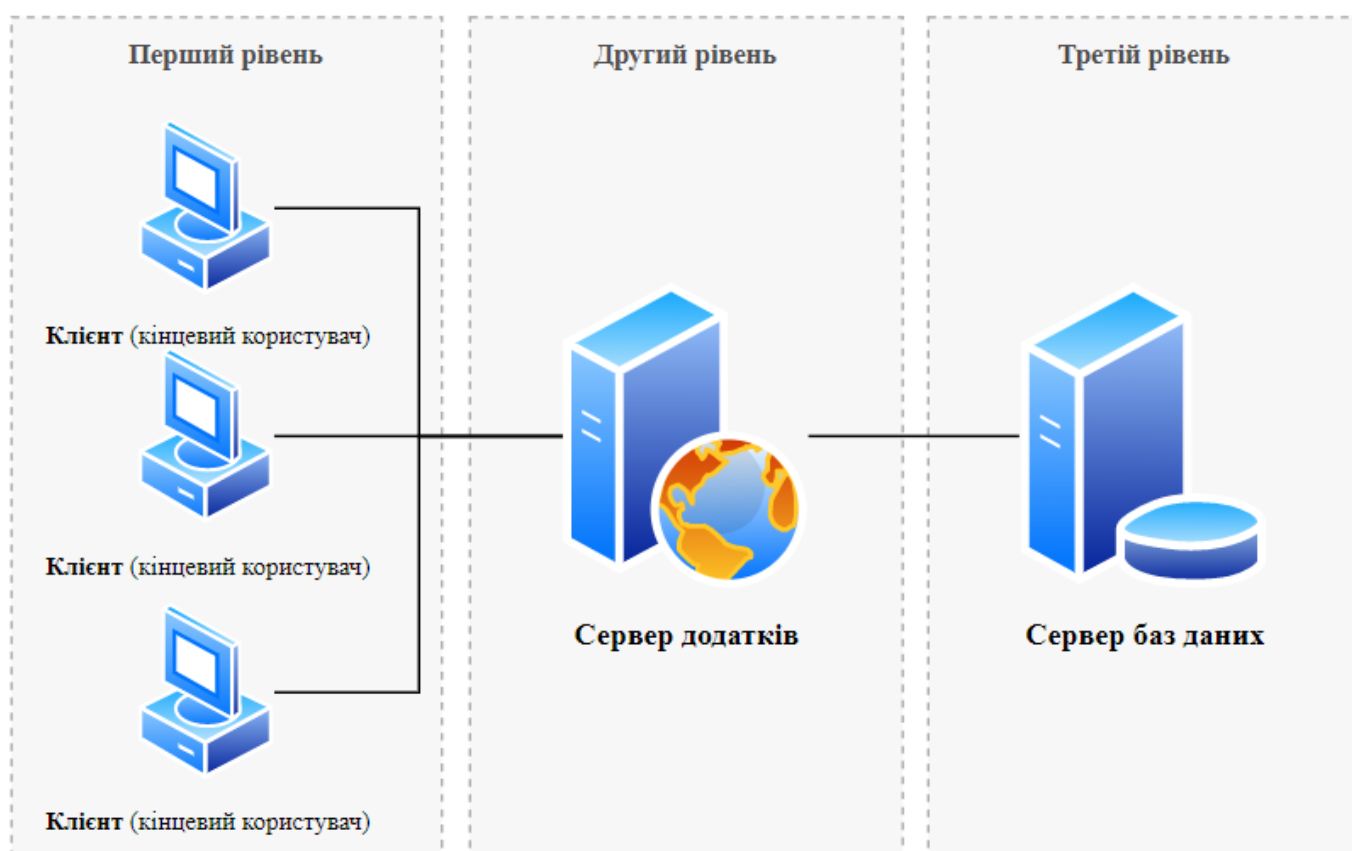 Перший рівень
Другий рівень
Третій рівень
Клієнт (кінцевий користувач)
Клієнт (кінцевий користувач)
Клієнт (кінцевий користувач)
Сервер додатків
Сервер баз даних